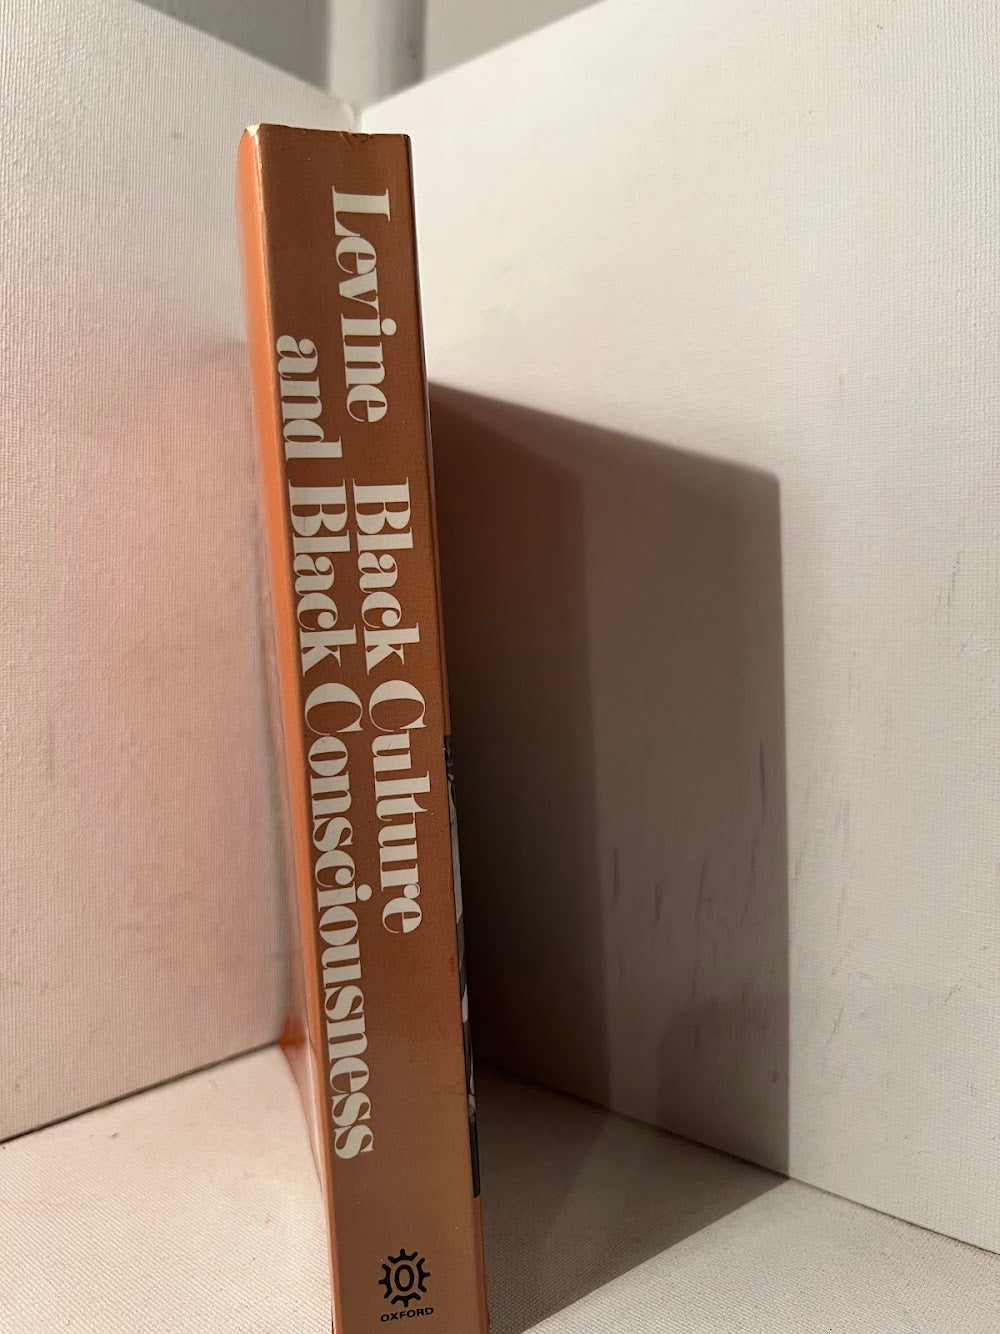 Levine Black Culture
and Black Consciousness
O
OXFORD